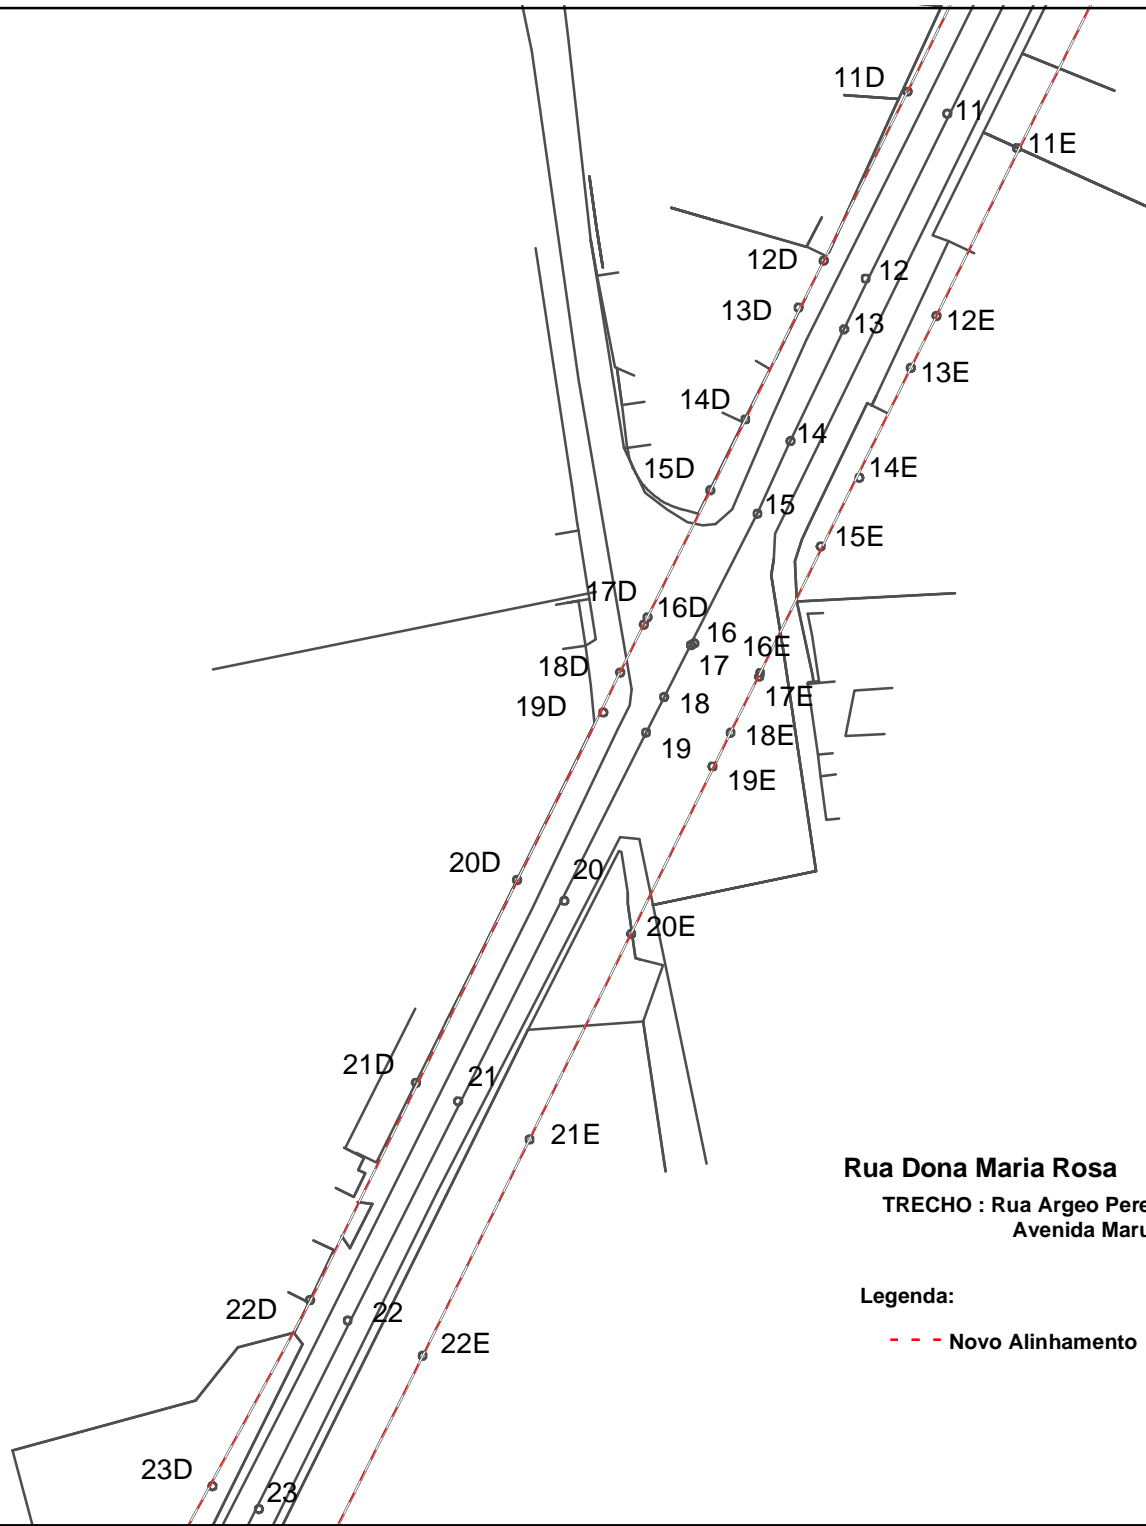 11D
11
11E
12D
12
12E
13D
13
13E
14D
14
14E
15D
15
15E
17D
16D
16
16E
17
17E
18D
18
18E
19D
19
19E
20D
20
20E
21D
21
21E
Rua Dona Maria Rosa
TRECHO : Rua Argeo Pere
Avenida Maru
22D
22
22E
Legenda:
- - - Novo Alinhamento
23D
23